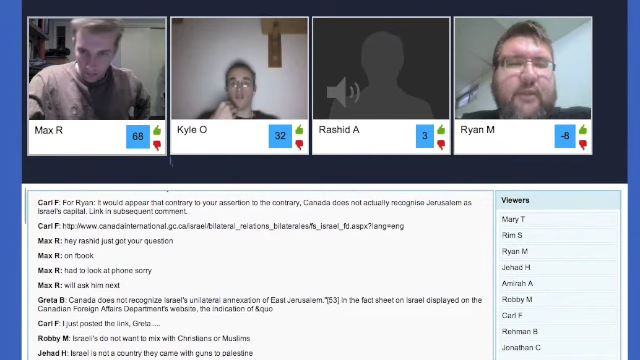 Max R
68
Kyle O
32
Rashid A
3
Ryan M
-8
Carl F: For Ryan: It would appear that contrary to your assertion to the contrary, Canada does not actually recognise Jerusalem as
Israel's capital. Link in subsequent comment.
Carl F: http://www.canadainternational.gc.ca/israel/bilateral_relations_bilaterales/fs_israel_fd.aspx?lang=eng
Max R: hey rashid just got your question
Max R: on fbook
Max R: had to look at phone sorry
Max R: will ask him next
Greta B: Canada does not recognize Israel's unilateral annexation of East Jerusalem."[53] In the fact sheet on Israel displayed on the
Canadian Foreign Affairs Department's website, the indication of &quo
Carl F: I just posted the link, Greta.....
Robby M: Israeli's do not want to mix with Christians or Muslims
Jehad H: Israel is not a country they came with guns to palestine
Viewers
Mary T
Rim S
Ryan M
Jehad H
Amirah A
Robby M
Carl F
Rehman B
Jonathan C